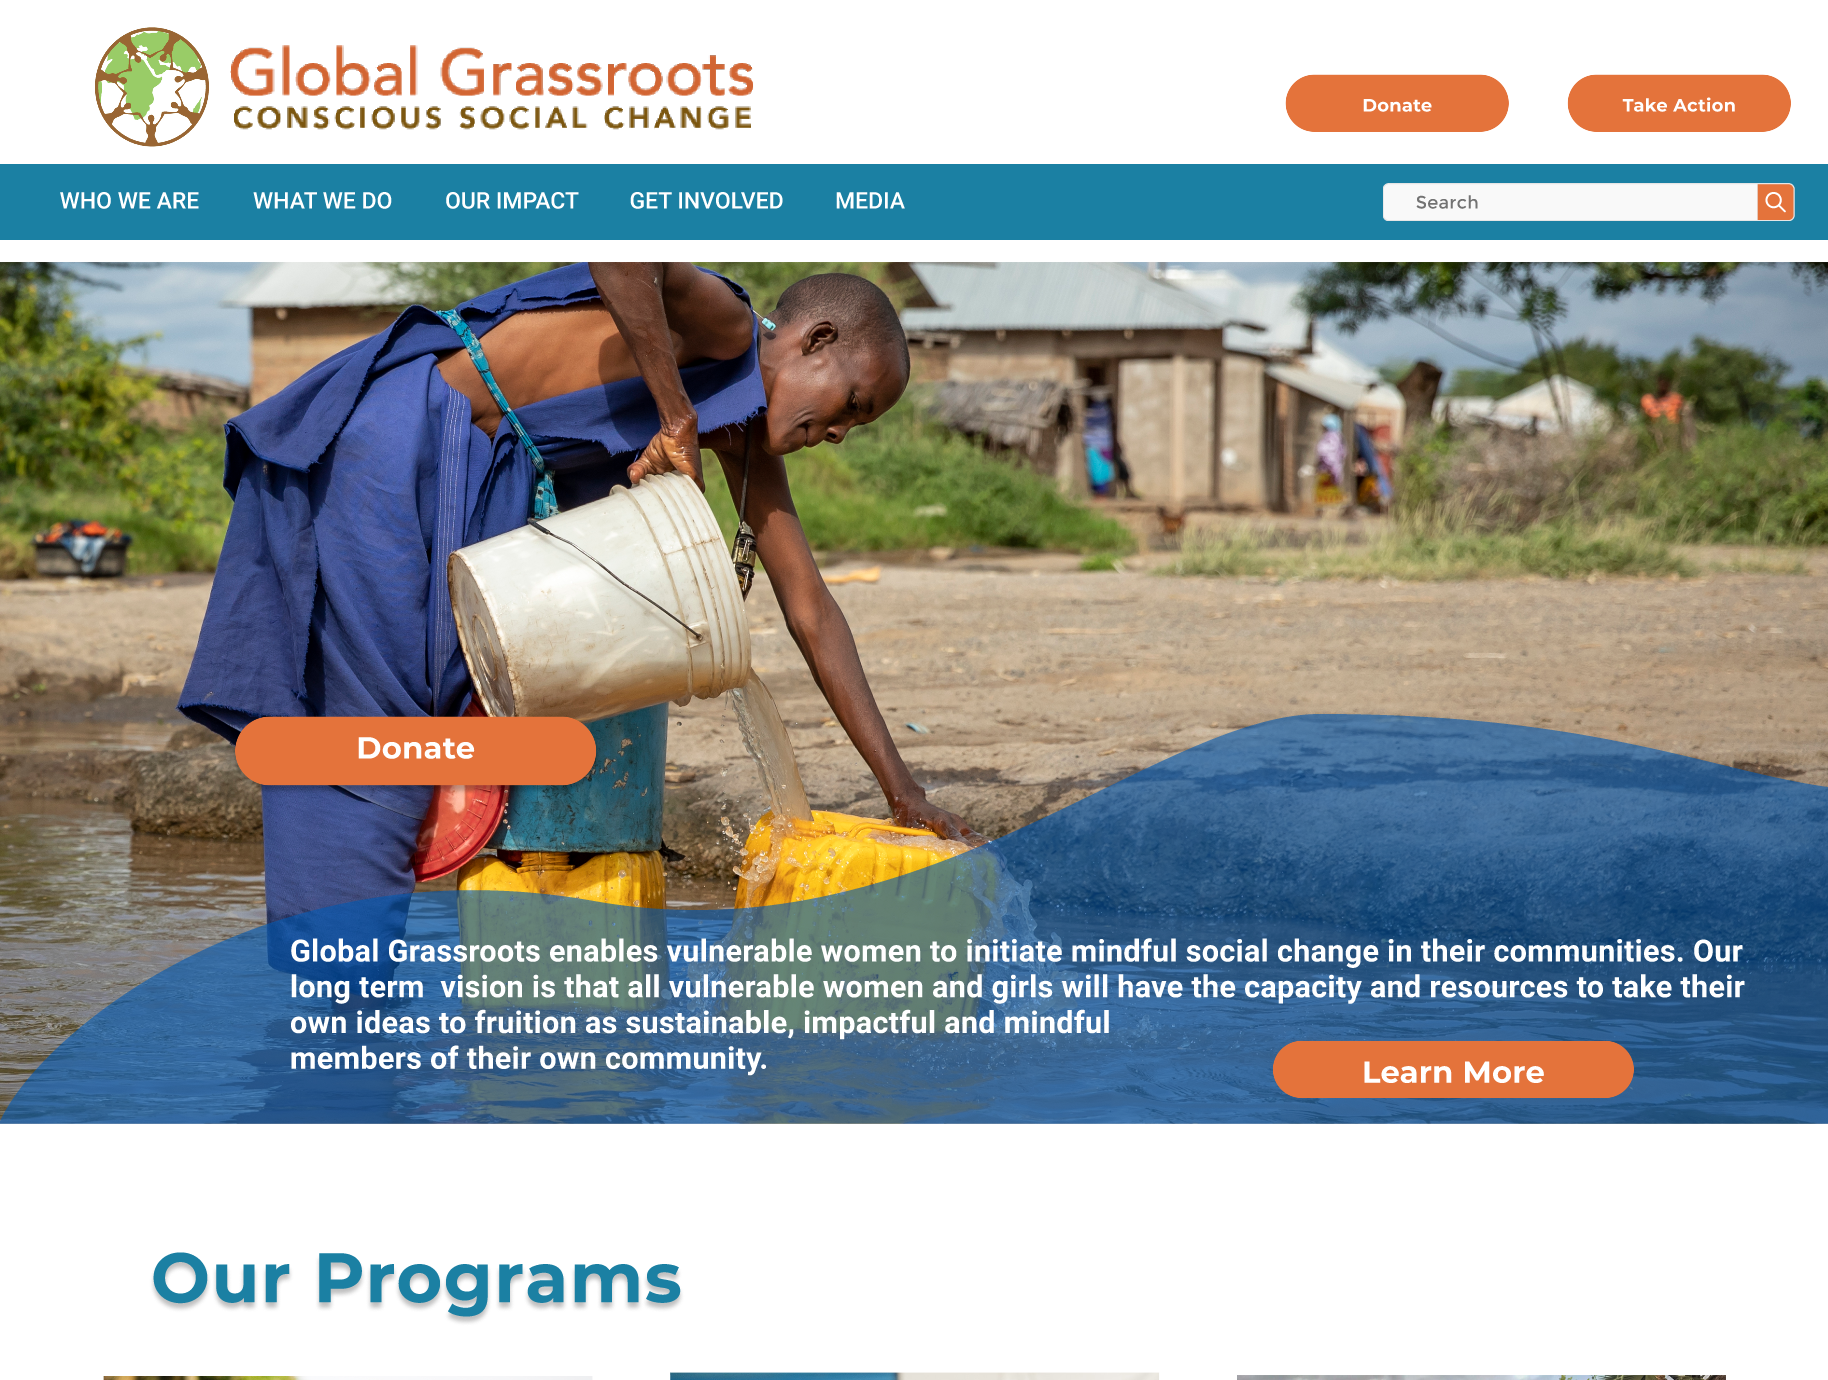 Global Grassroots
CONSCIOUS SOCIAL CHANGE
Donate
Take Action
WHO WE ARE
WHAT WE DO
OUR IMPACT
GET INVOLVED
MEDIA
Search
Donate
Global Grassroots enables vulnerable women to initiate mindful social change in their communities. Our
long term  vision is that all vulnerable women and girls will have the capacity and resources to take their
own ideas to fruition as sustainable, impactful and mindful
members of their own community.
Learn More
Our Programs